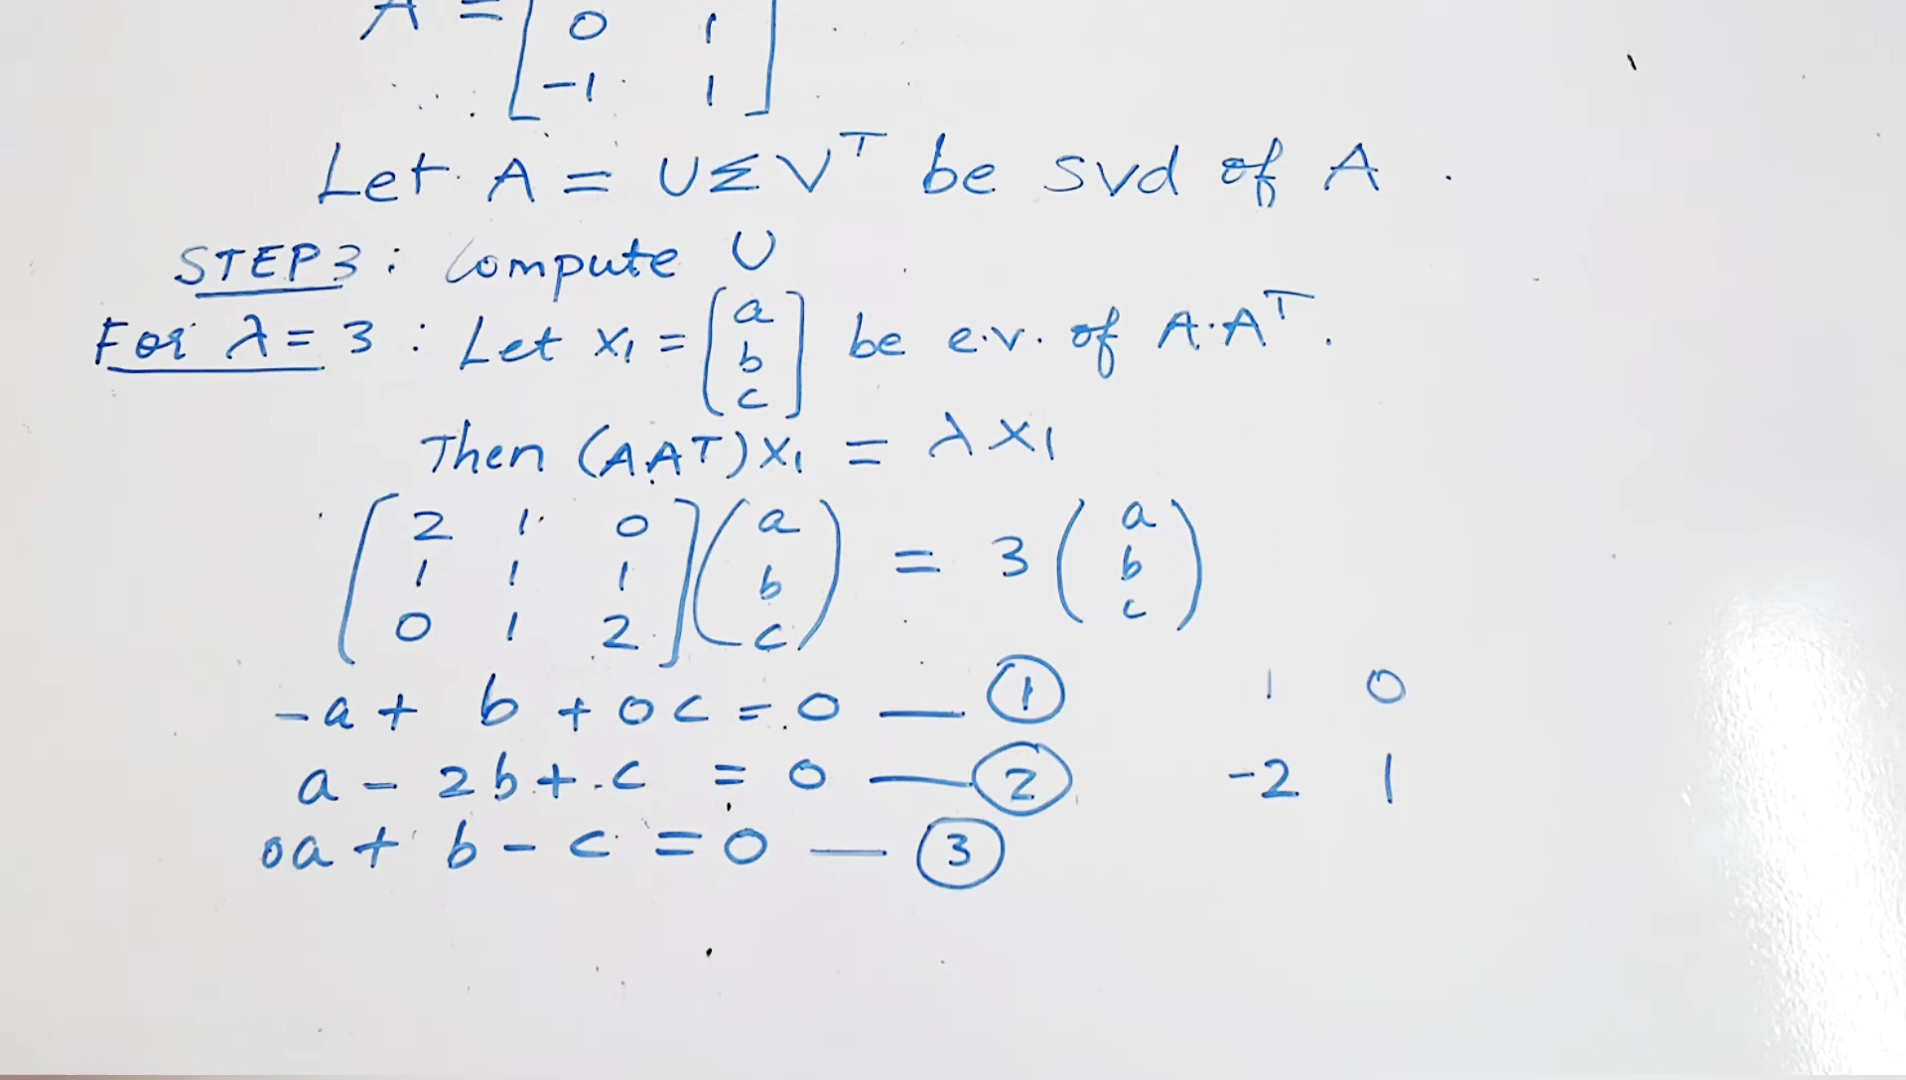 A = [ 0 1
-1 1 ]
Let A = UΣV^T be svd of A .
STEP3 : Compute U
For λ = 3 : Let x₁ = [a b c] be e.v. of A·A^T .
Then (AAT)x₁ = λx₁
[2 1 0
1 1 1
0 1 2] (a b c) = 3 (a b c)
-a + b + 0c = 0 — ① 1 0
a - 2b + c = 0 — ② -2 1
0a + b - c = 0 — ③